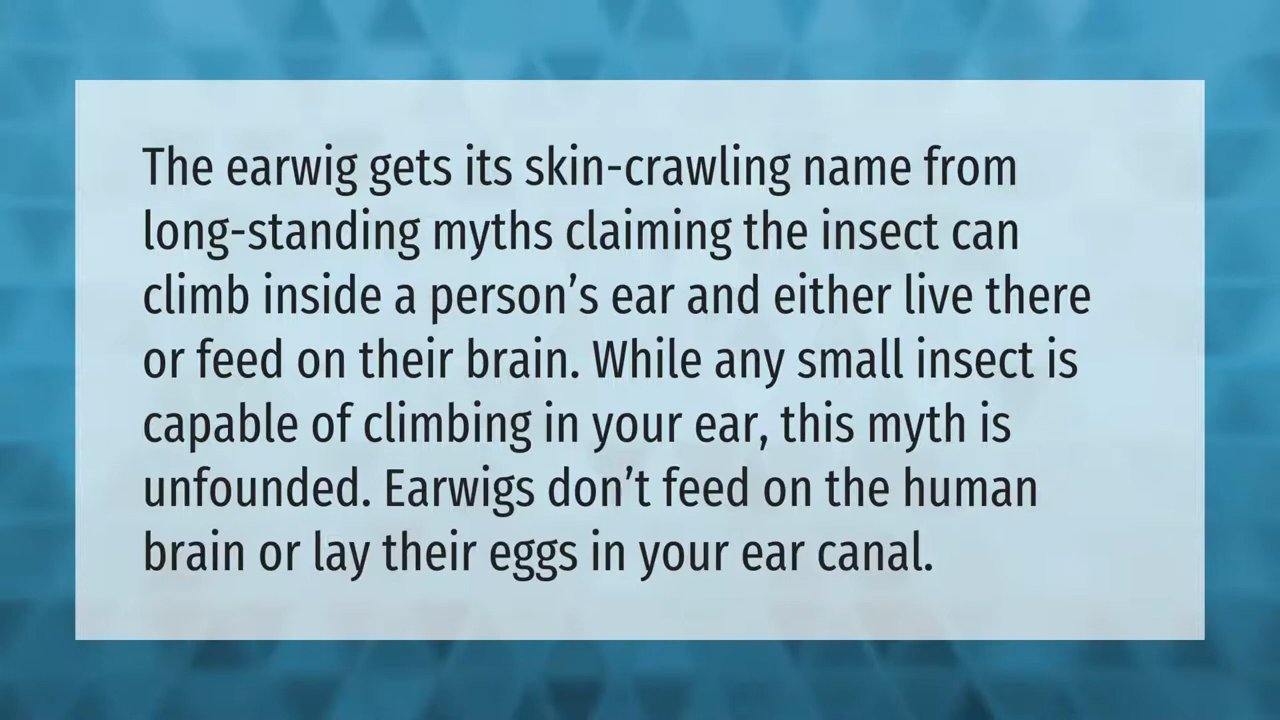 The earwig gets its skin-crawling name from
long-standing myths claiming the insect can
climb inside a person’s ear and either live there
or feed on their brain. While any small insect is
capable of climbing in your ear, this myth is
unfounded. Earwigs don’t feed on the human
brain or lay their eggs in your ear canal.